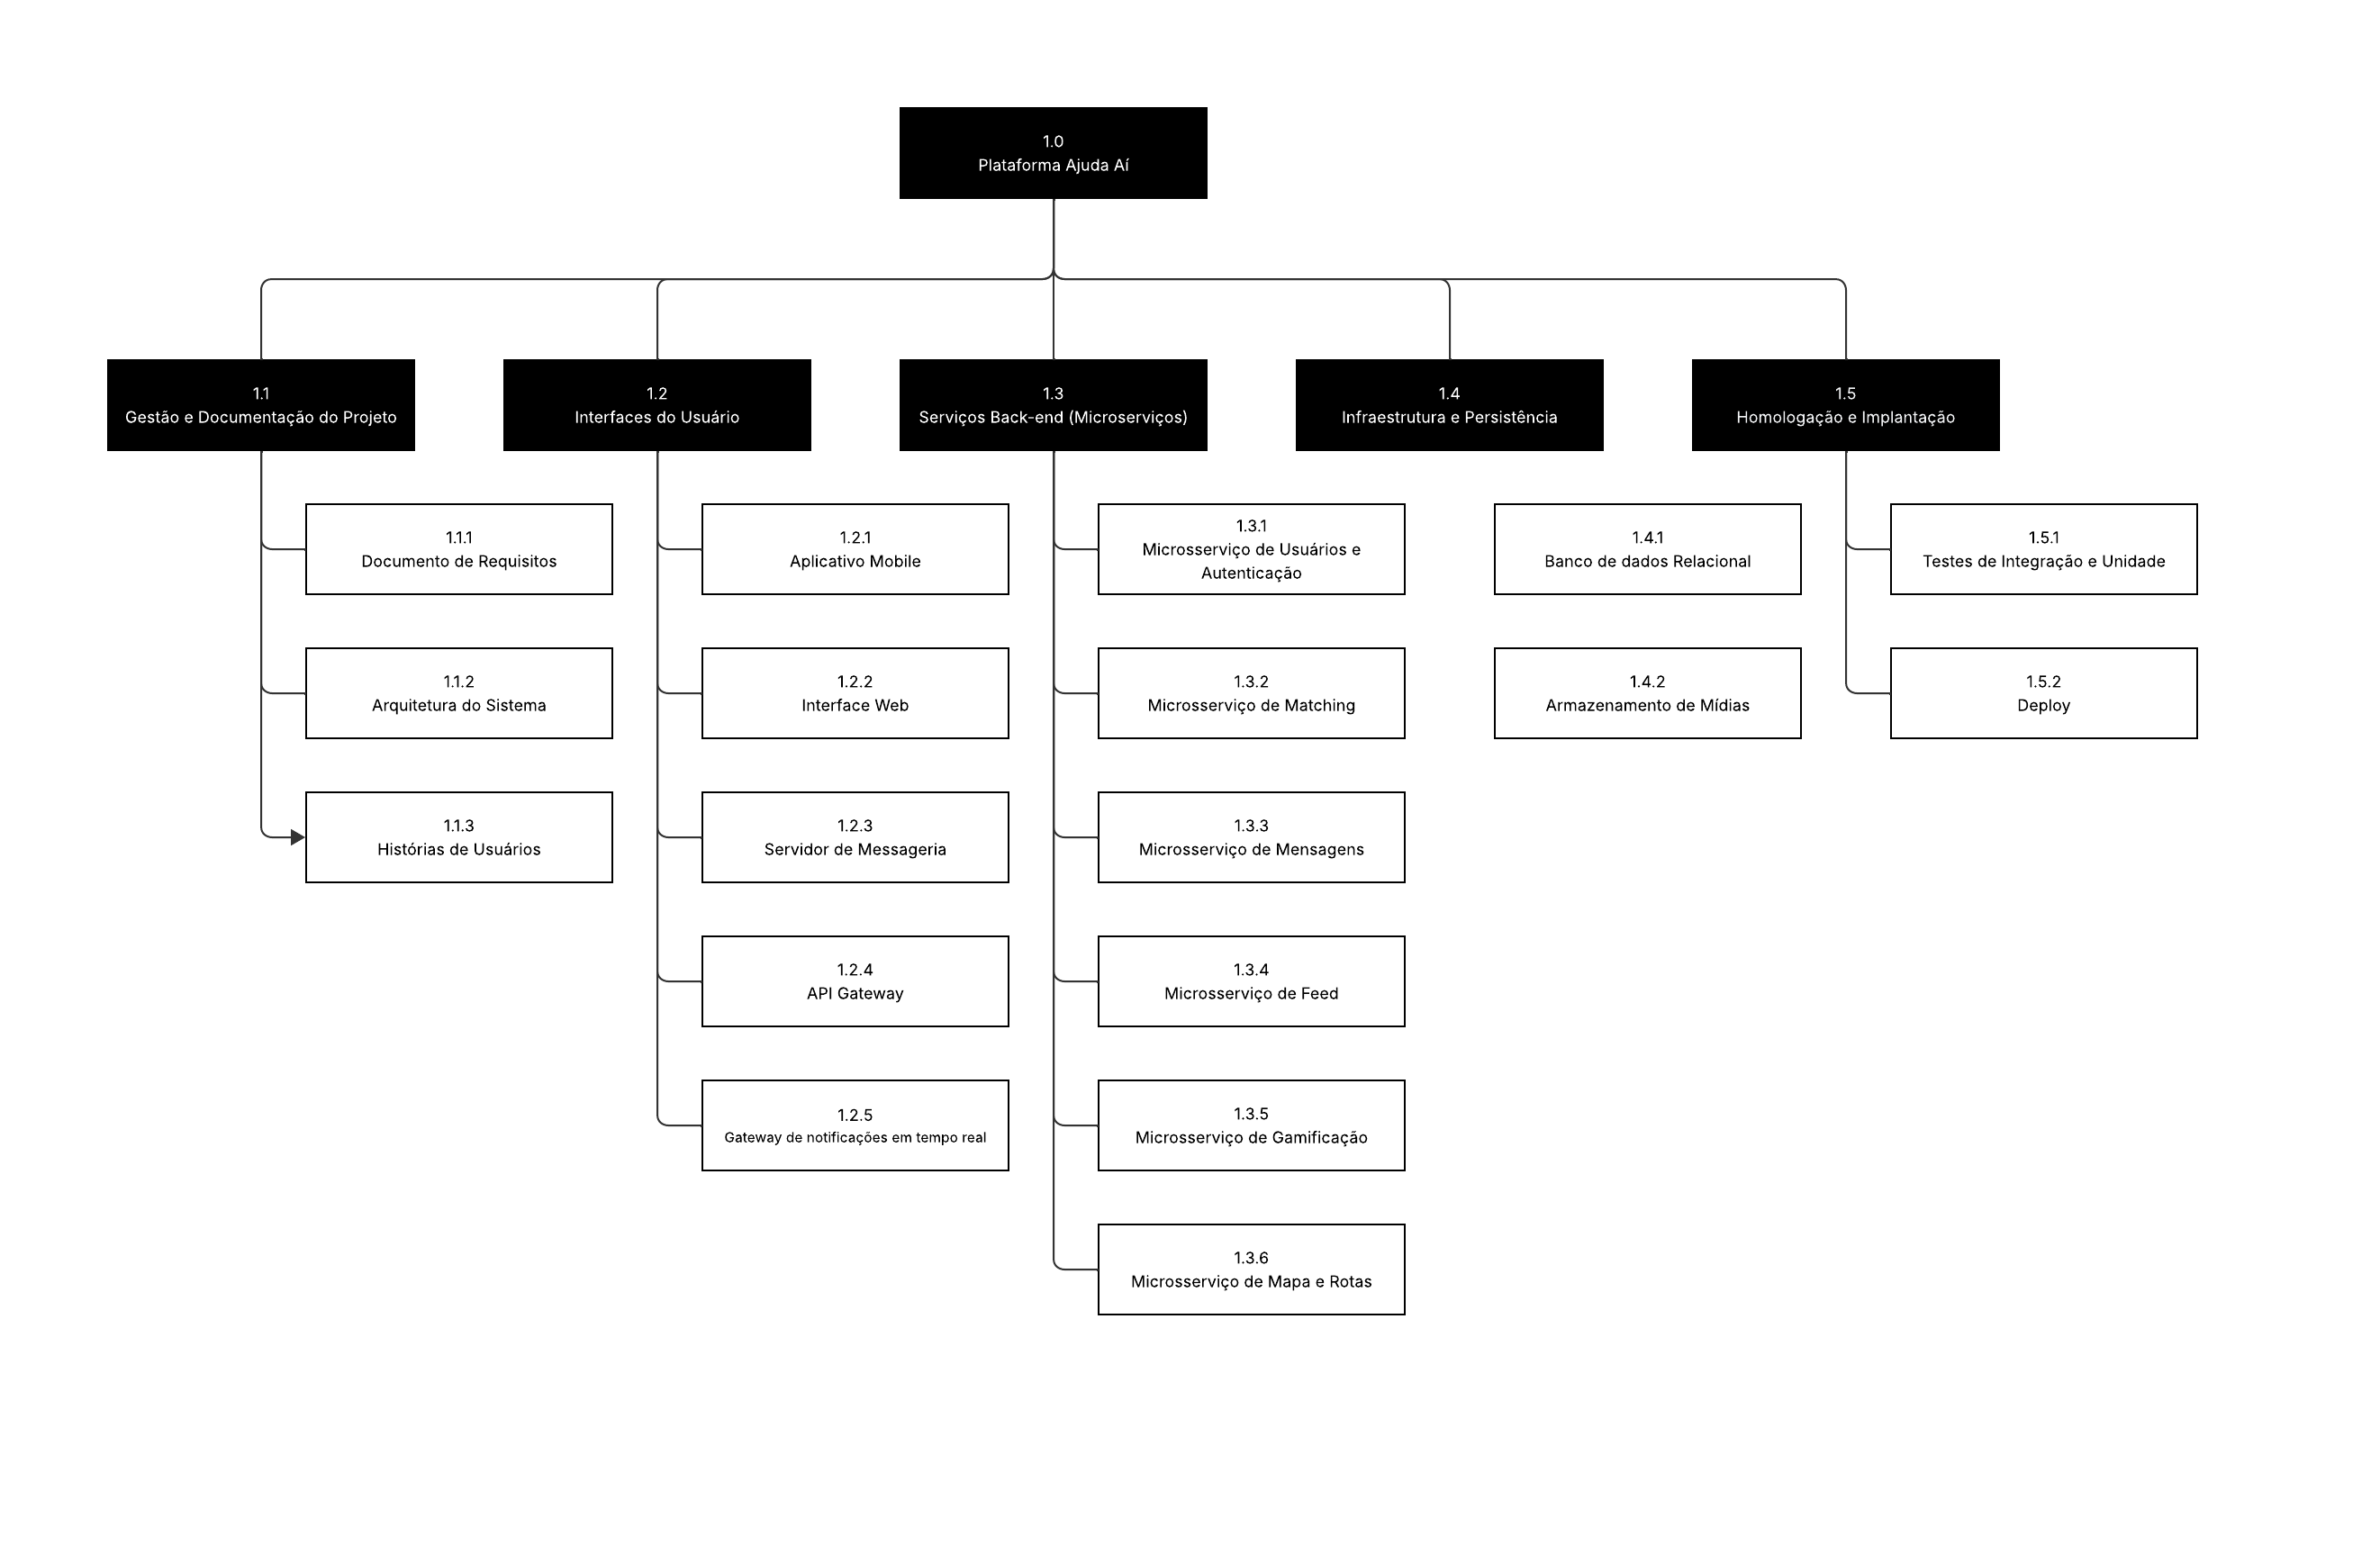 1.0
Plataforma Ajuda Aí
1.1
Gestão e Documentação do Projeto
1.2
Interfaces do Usuário
1.3
Serviços Back-end (Microserviços)
1.4
Infraestrutura e Persistência
1.5
Homologação e Implantação
1.1.1
Documento de Requisitos
1.1.2
Arquitetura do Sistema
1.1.3
Histórias de Usuários
1.2.1
Aplicativo Mobile
1.2.2
Interface Web
1.2.3
Servidor de Messageria
1.2.4
API Gateway
1.2.5
Gateway de notificações em tempo real
1.3.1
Microsserviço de Usuários e
Autenticação
1.3.2
Microsserviço de Matching
1.3.3
Microsserviço de Mensagens
1.3.4
Microsserviço de Feed
1.3.5
Microsserviço de Gamificação
1.3.6
Microsserviço de Mapa e Rotas
1.4.1
Banco de dados Relacional
1.4.2
Armazenamento de Mídias
1.5.1
Testes de Integração e Unidade
1.5.2
Deploy